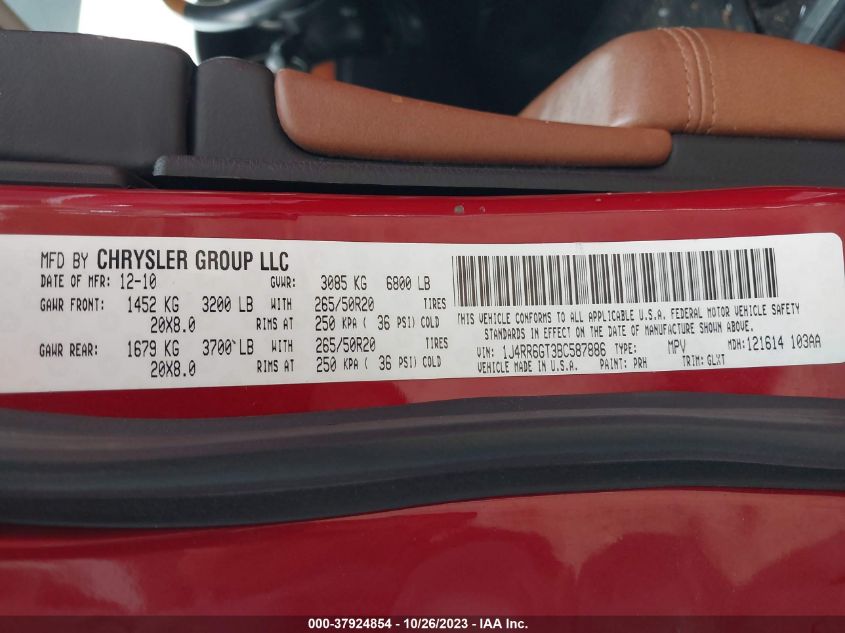 MFD BY CHRYSLER GROUP LLC
DATE OF MFR: 12-10 GVWR: 3085 KG 6800 LB
GAWR FRONT: 1452 KG 3200 LB WITH 265/50R20 TIRES
20X8.0 RIMS AT 250 KPA ( 36 PSI) COLD
GAWR REAR: 1679 KG 3700 LB WITH 265/50R20 TIRES
20X8.0 RIMS AT 250 KPA ( 36 PSI) COLD
THIS VEHICLE CONFORMS TO ALL APPLICABLE U.S.A. FEDERAL MOTOR VEHICLE SAFETY
STANDARDS IN EFFECT ON THE DATE OF MANUFACTURE SHOWN ABOVE.
VIN: 1J4RR6GT3BC587886 TYPE: MPV MDH: 121614 103AA
VEHICLE MADE IN U.S.A. PAINT: PRH TRIM: GLXT
000-37924854 - 10/26/2023 - IAA Inc.